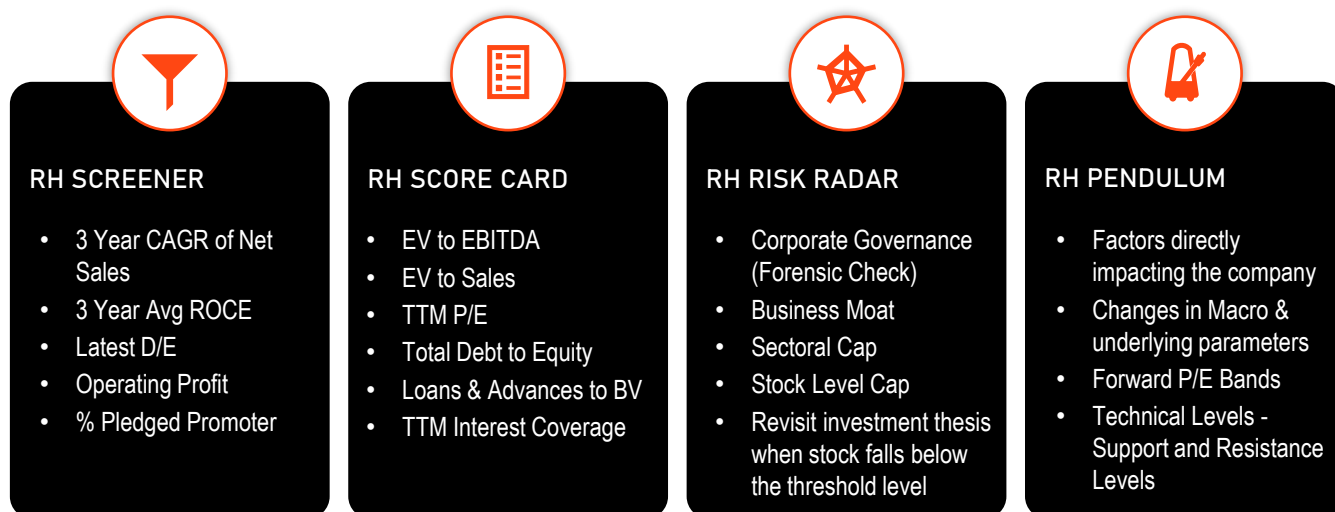 RH SCREENER
• 3 Year CAGR of Net
Sales
• 3 Year Avg ROCE
• Latest D/E
• Operating Profit
• % Pledged Promoter
RH SCORE CARD
• EV to EBITDA
• EV to Sales
• TTM P/E
• Total Debt to Equity
• Loans & Advances to BV
• TTM Interest Coverage
RH RISK RADAR
• Corporate Governance
(Forensic Check)
• Business Moat
• Sectoral Cap
• Stock Level Cap
• Revisit investment thesis
when stock falls below
the threshold level
RH PENDULUM
• Factors directly
impacting the company
• Changes in Macro &
underlying parameters
• Forward P/E Bands
• Technical Levels -
Support and Resistance
Levels